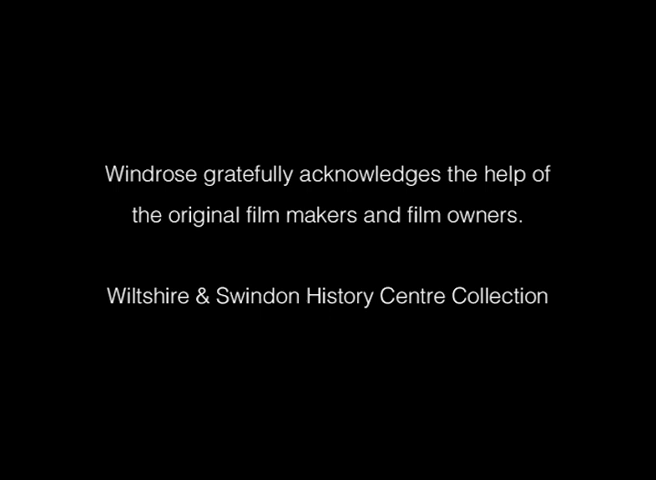 Windrose gratefully acknowledges the help of
the original film makers and film owners.
Wiltshire & Swindon History Centre Collection